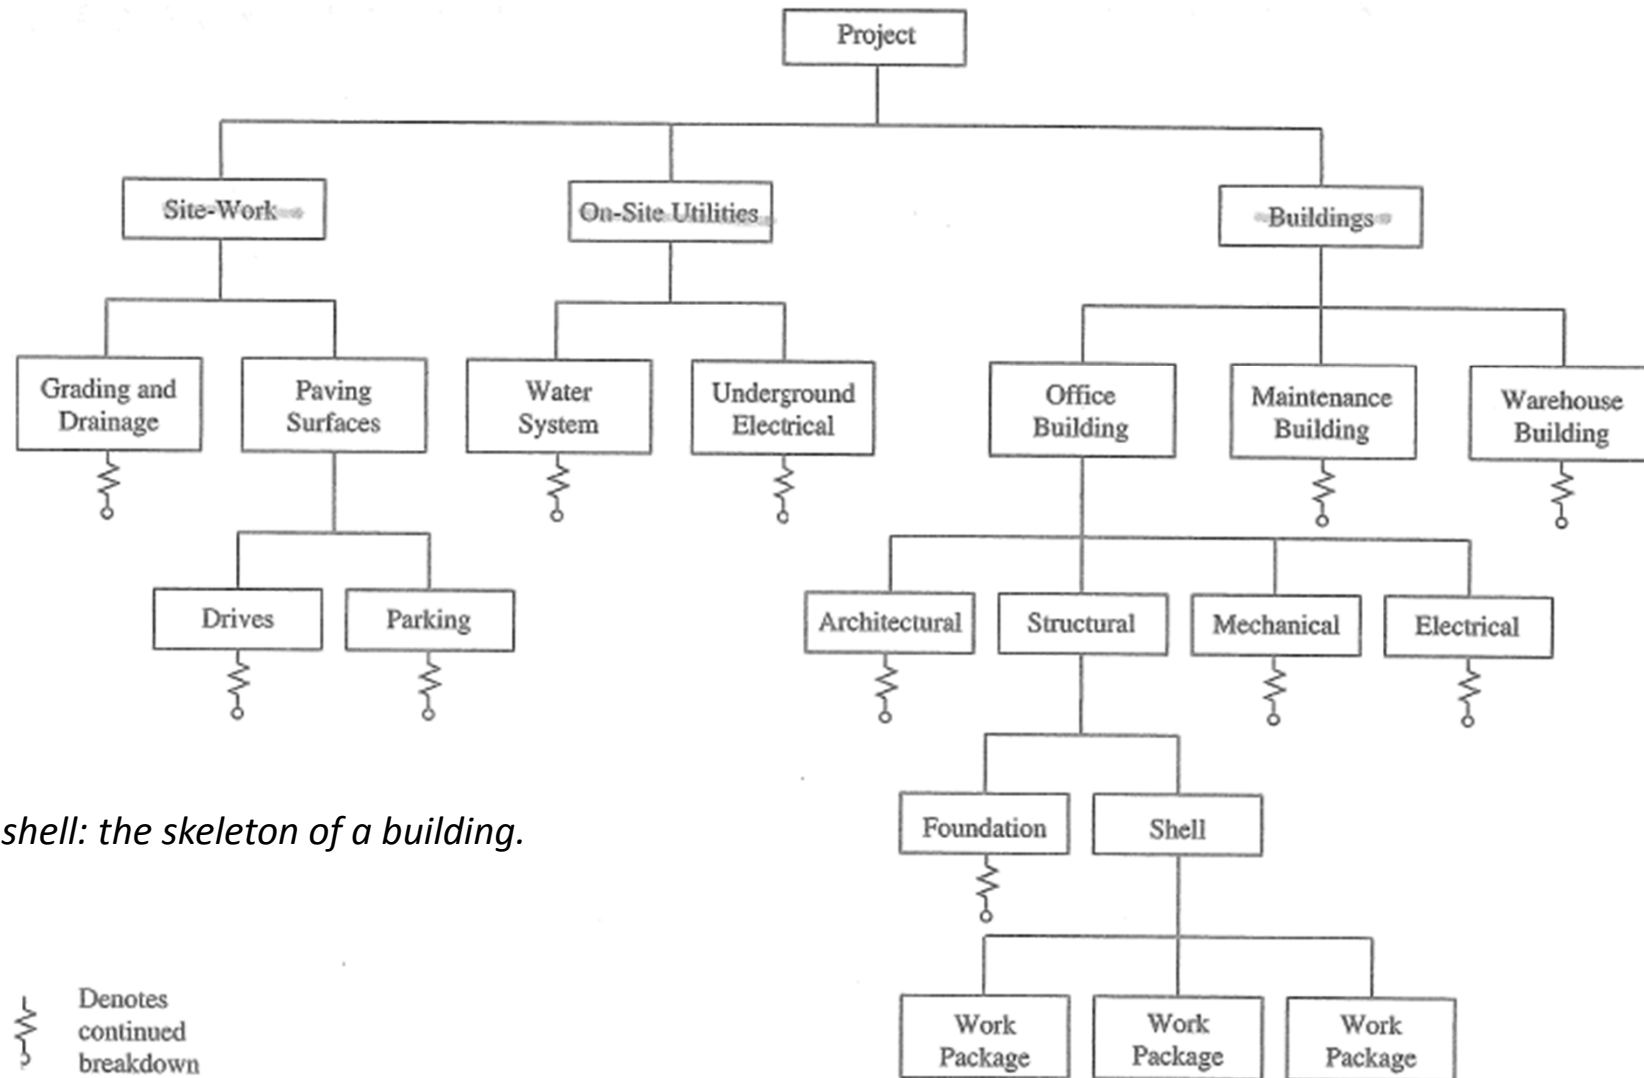 Project
Site-Work
On-Site Utilities
Buildings
Grading and
Drainage
Paving
Surfaces
Water
System
Underground
Electrical
Office
Building
Maintenance
Building
Warehouse
Building
Drives
Parking
Architectural
Structural
Mechanical
Electrical
shell: the skeleton of a building.
Foundation
Shell
Denotes
continued
breakdown
Work
Package
Work
Package
Work
Package